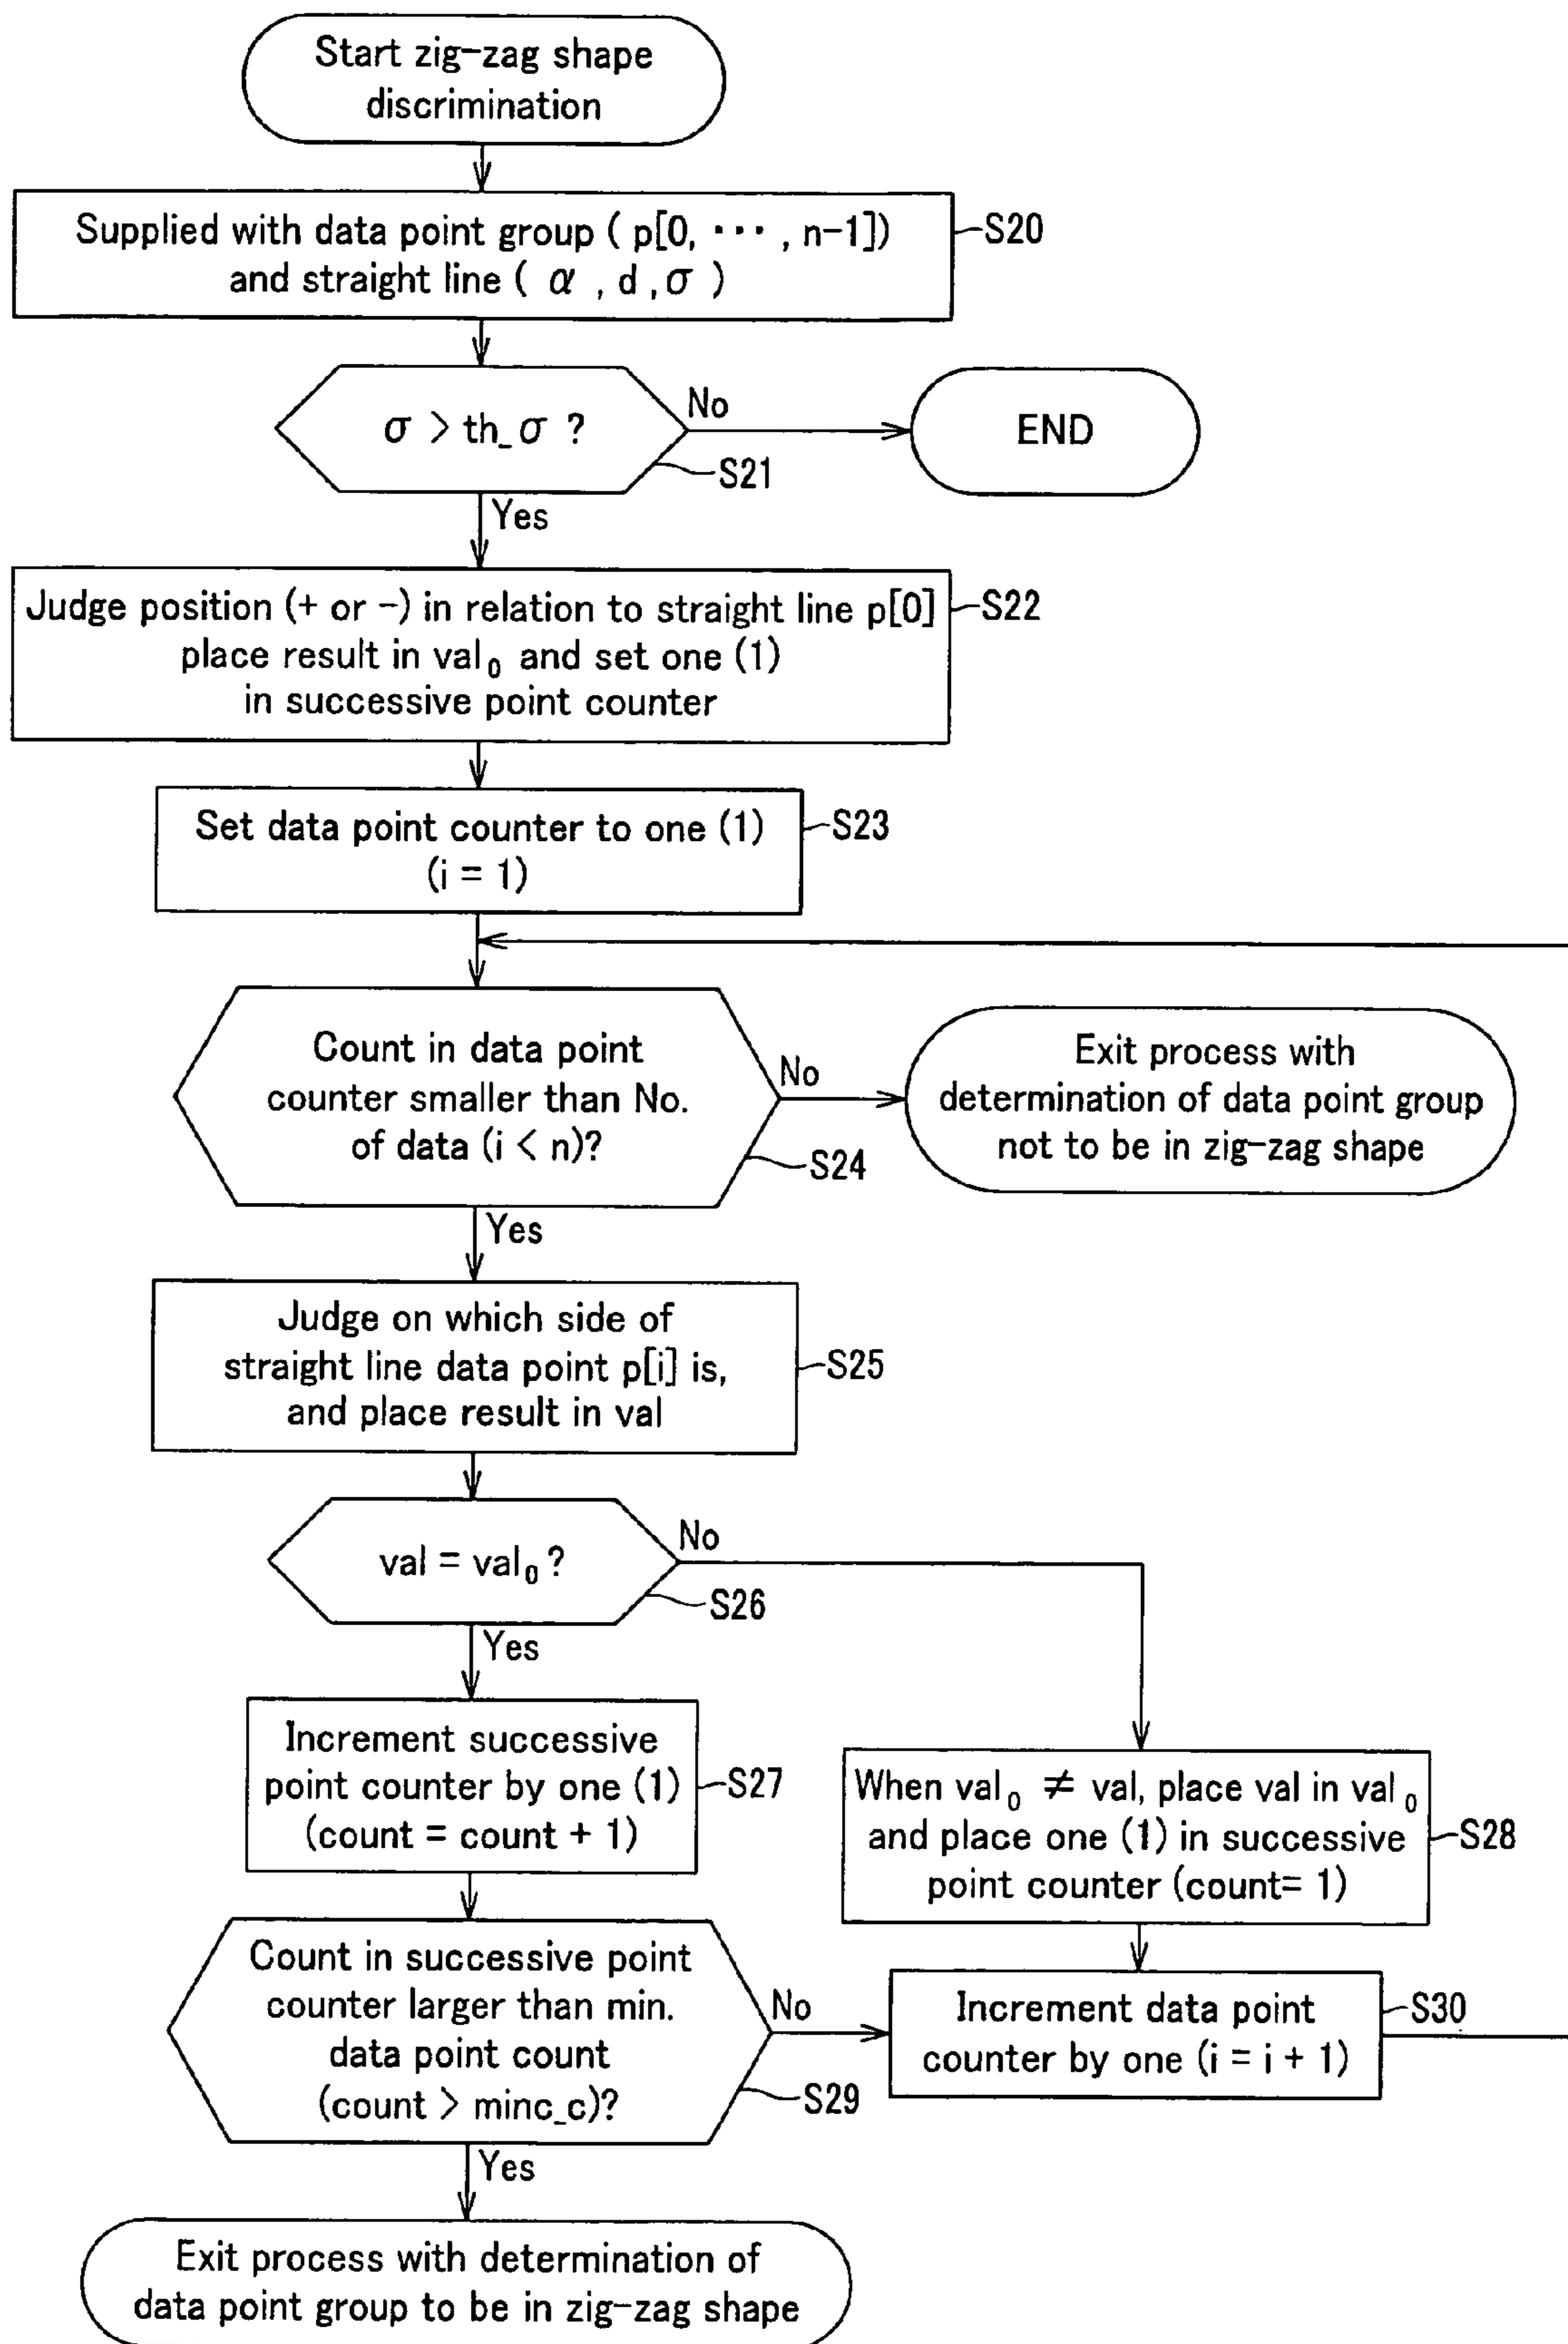 Start zig-zag shape
discrimination
Supplied with data point group ( p[0, ··· , n-1])
and straight line ( α , d ,σ )
S20
σ > th_σ ?
No
END
S21
Yes
Judge position (+ or -) in relation to straight line p[0]
place result in val₀ and set one (1)
in successive point counter
S22
Set data point counter to one (1)
(i = 1)
S23
Count in data point
counter smaller than No.
of data (i < n)?
No
Exit process with
determination of data point group
not to be in zig-zag shape
S24
Yes
Judge on which side of
straight line data point p[i] is,
and place result in val
S25
val = val₀ ?
No
S26
Yes
Increment successive
point counter by one (1)
(count = count + 1)
S27
When val₀ ≠ val, place val in val₀
and place one (1) in successive
point counter (count= 1)
S28
Count in successive point
counter larger than min.
data point count
(count > minc_c)?
No
S29
Increment data point
counter by one (i = i + 1)
S30
Yes
Exit process with determination of
data point group to be in zig-zag shape